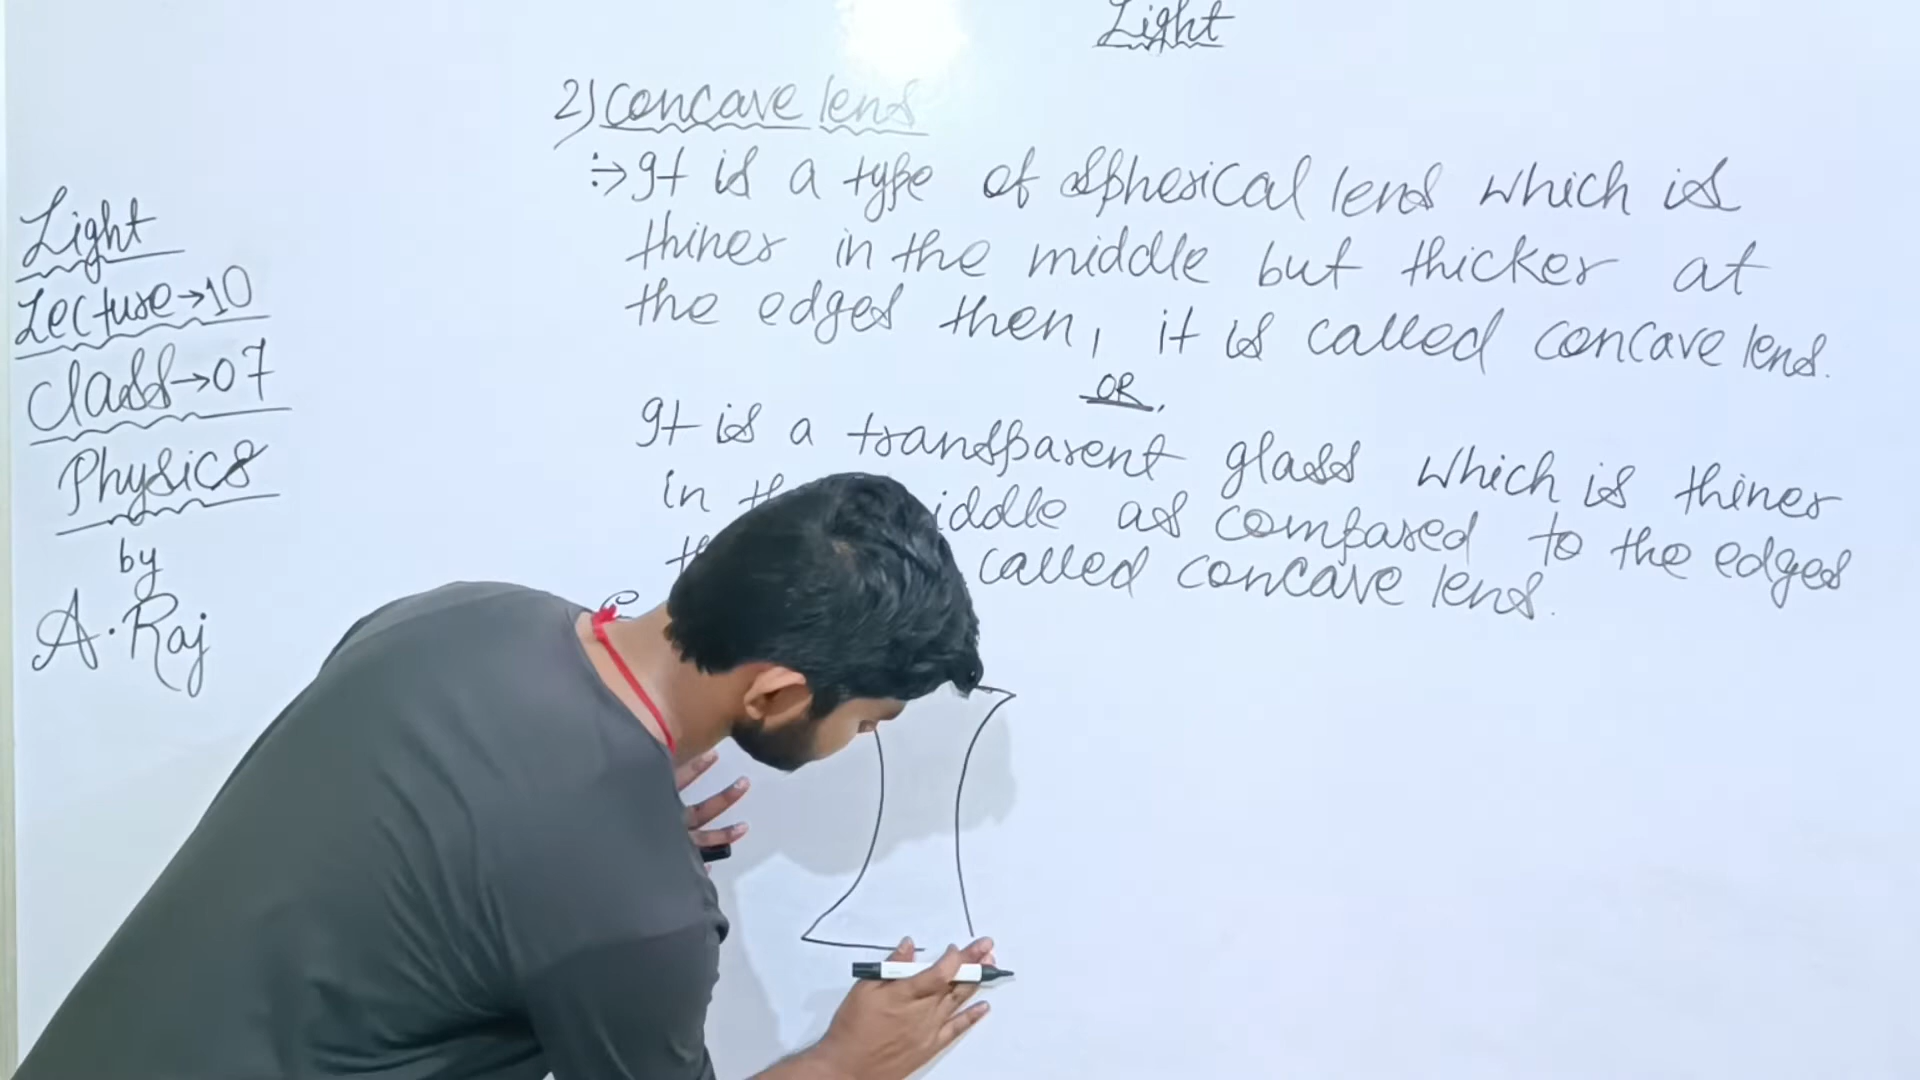 Light
2) Concave lens
⇒ It is a type of spherical lens which is
thiner in the middle but thicker at
the edges then, it is called concave lens.
OR,
It is a transparent glass which is thiner
in iddle as compared to the edges
called concave lens.
Light
Lecture→10
Class→07
Physics
by
A. Raj